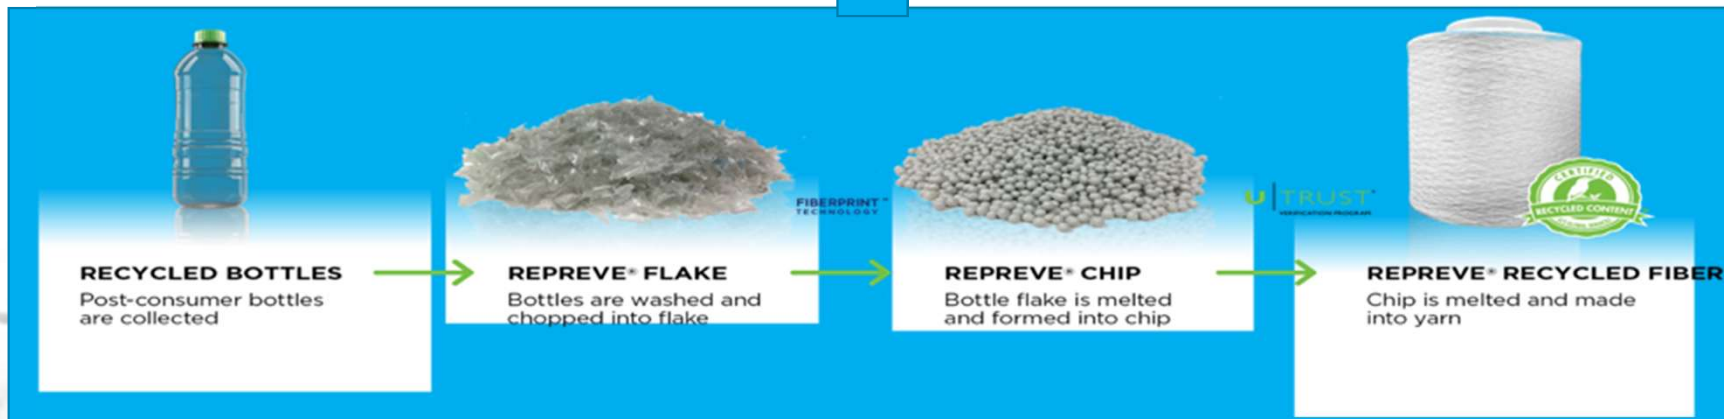 RECYCLED BOTTLES
Post-consumer bottles
are collected
REPREVE® FLAKE
Bottles are washed and
chopped into flake
FIBERPRINT™
TECHNOLOGY
REPREVE® CHIP
Bottle flake is melted
and formed into chip
U TRUST®
VERIFICATION PROGRAM
CERTIFIED
RECYCLED CONTENT
REPREVE® RECYCLED FIBER
Chip is melted and made
into yarn